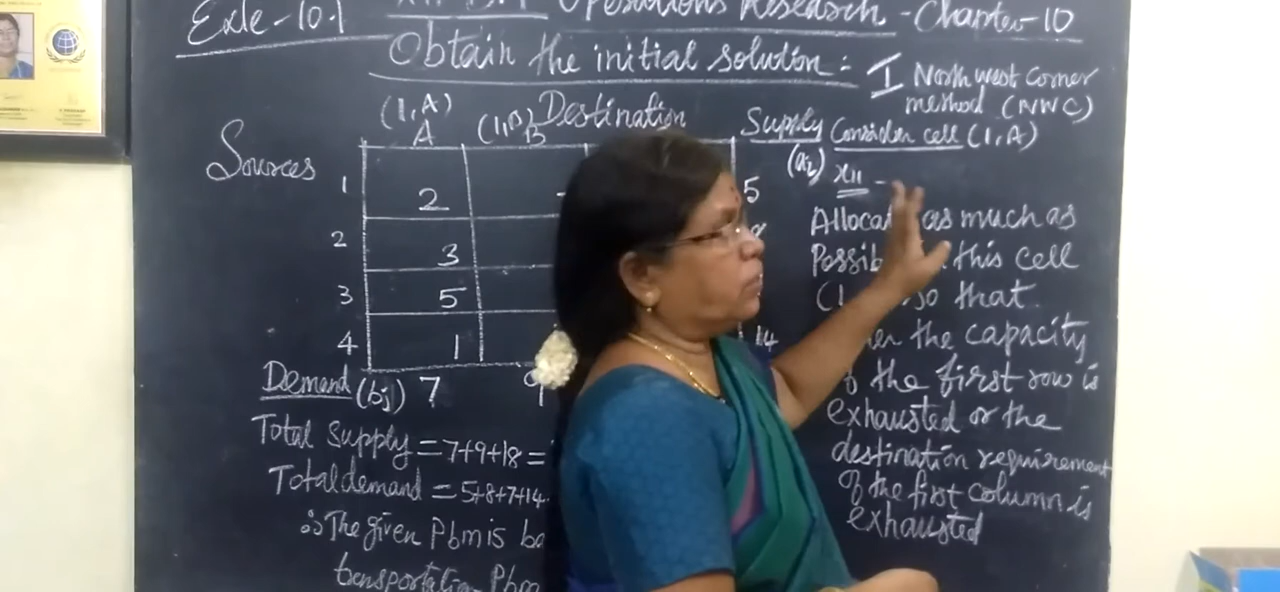 Exle-10.1 XII B.M Operations Research - Chapter-10
Obtain the initial solution :-
I North west corner
method (NWC)
(1,A) (1,B) Destination
Sources A B Supply
(ai)
1 2 5
2 3 8
3 5
4 1 14
Demand (bj) 7 9
Total Supply = 7+9+18 =
Total demand = 5+8+7+14
∴ The given Pbm is
transportation Pbm
Consider cell (1,A)
x11
Allocate as much as
this cell
so that
the capacity
of the first row is
exhausted or the
destination requirement
of the first column is
exhausted